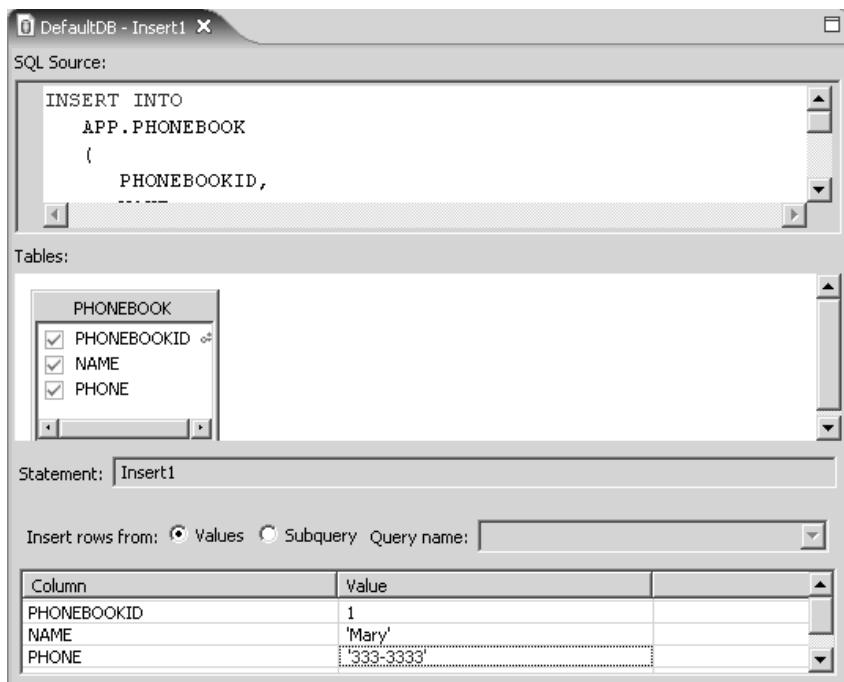 DefaultDB - Insert1
SQL Source:
INSERT INTO
APP.PHONEBOOK
(
PHONEBOOKID,
Tables:
PHONEBOOK
PHONEBOOKID
NAME
PHONE
Statement: Insert1
Insert rows from: Values Subquery Query name:
Column Value
PHONEBOOKID 1
NAME 'Mary'
PHONE '333-3333'